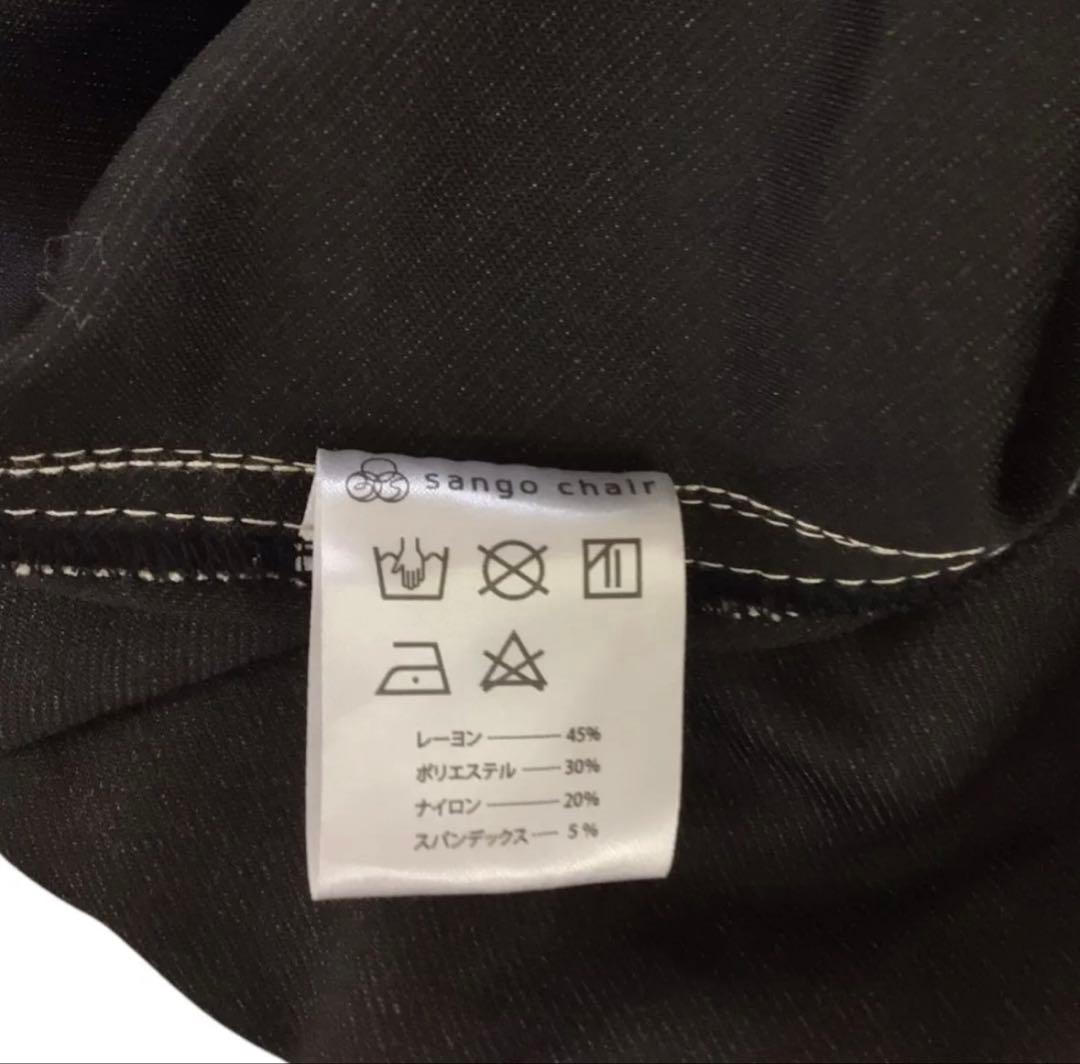 sango chair
レーヨン 45%
ポリエステル 30%
ナイロン 20%
スパンデックス 5%